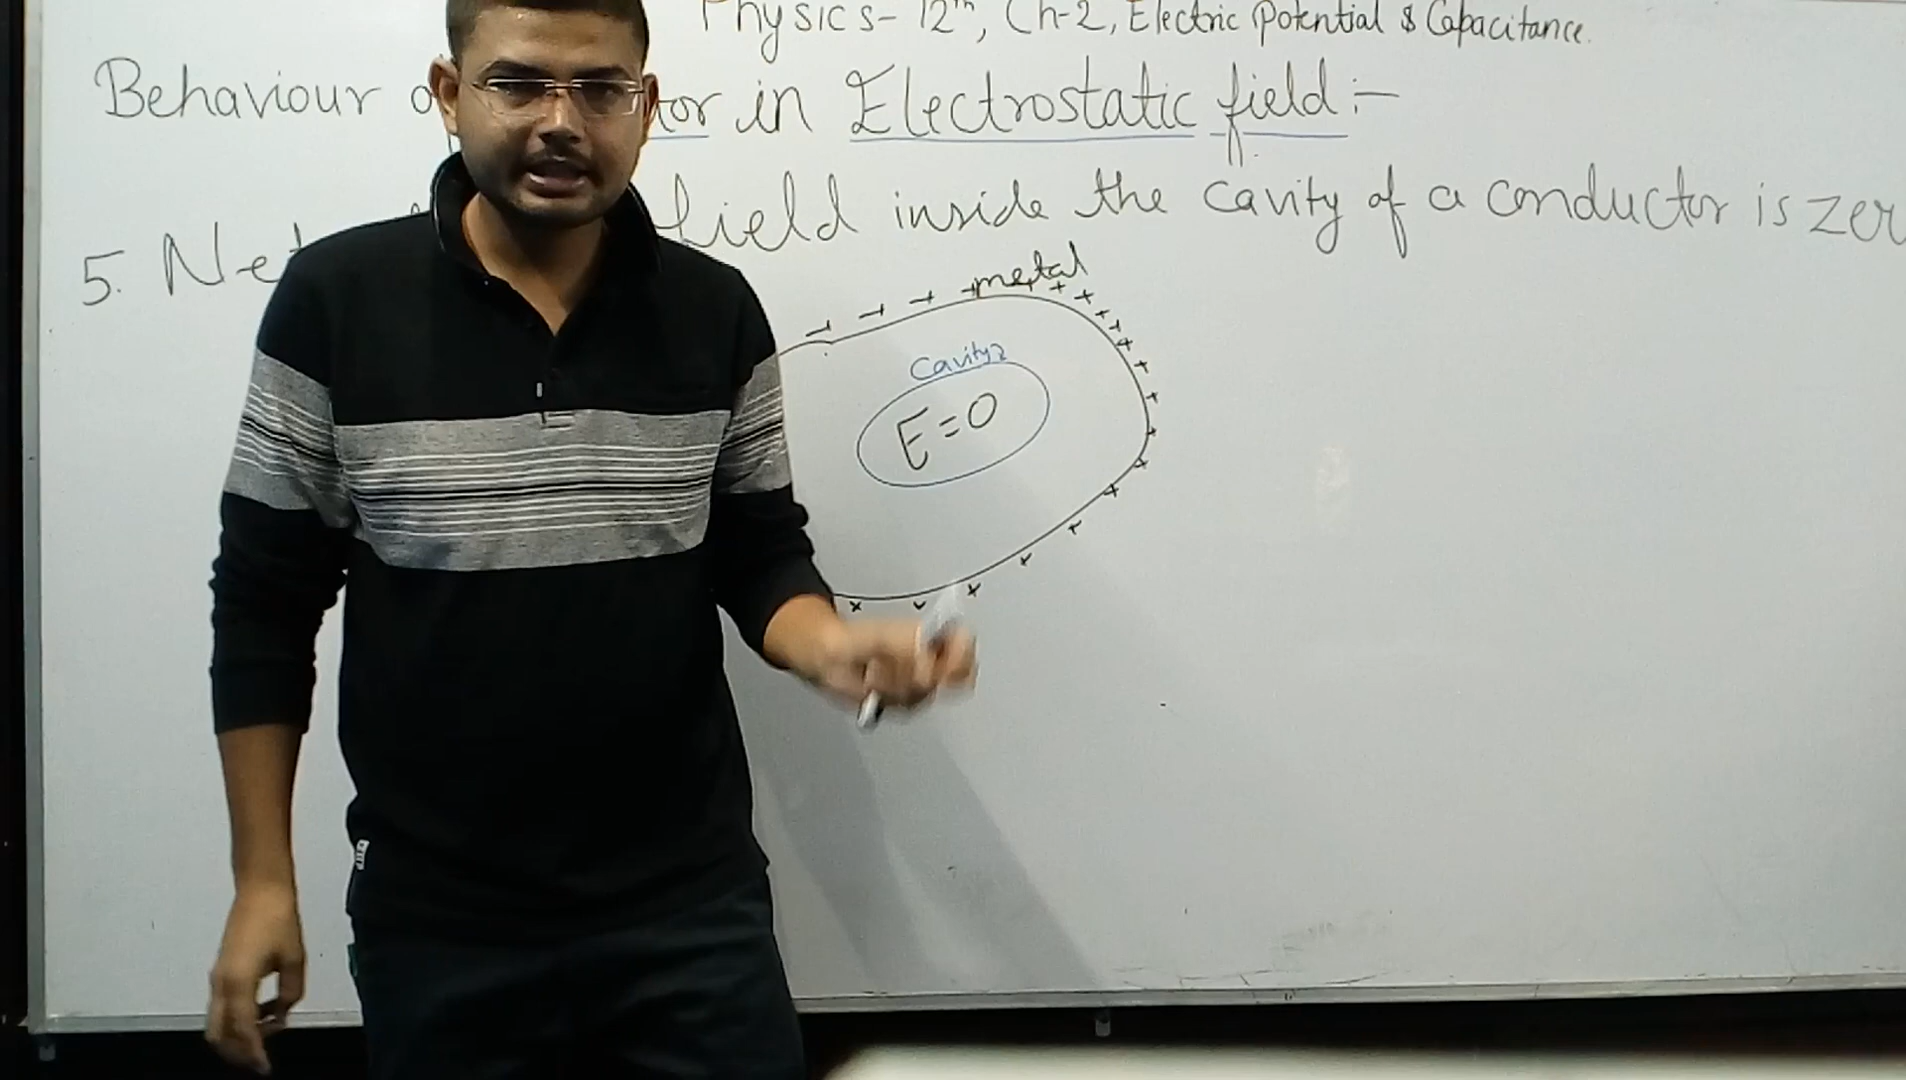 Physics- 12th, Ch-2, Electric Potential & Capacitance.
Behaviour o tor in Electrostatic field :-
5. Net field inside the cavity of a conductor is zer
metal
Cavity
E=0